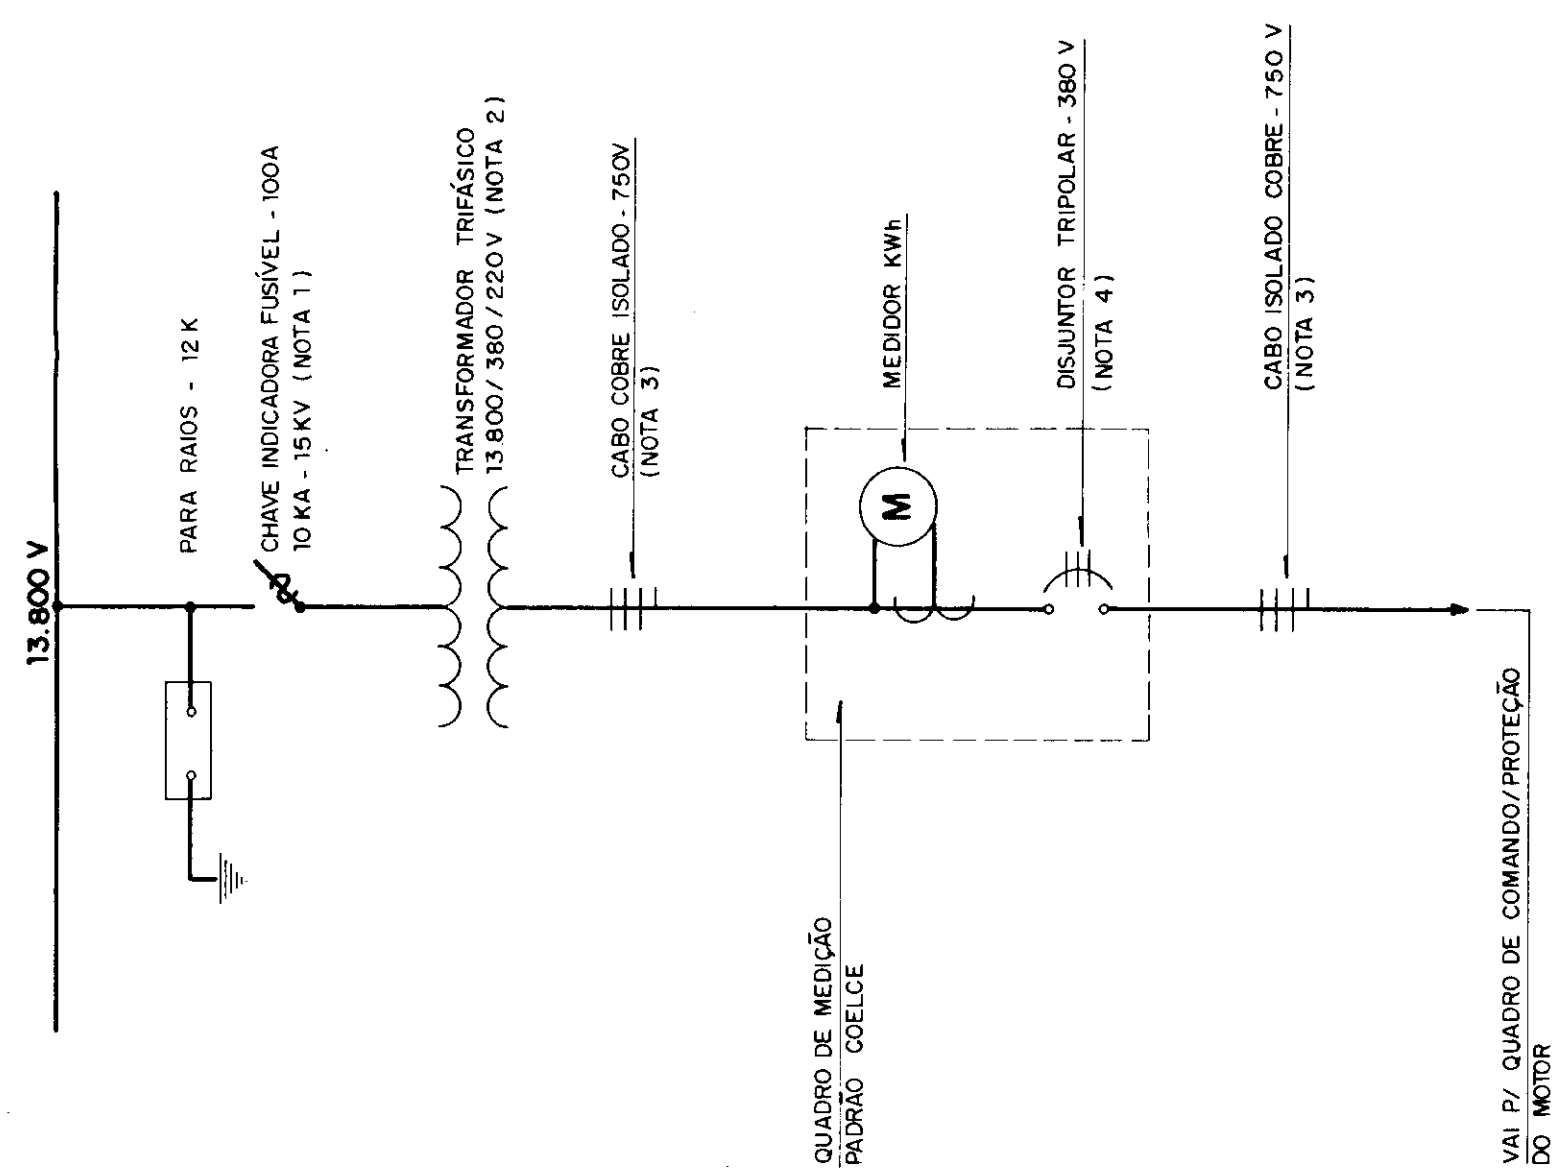 13.800 V
PARA RAIOS - 12 K
CHAVE INDICADORA FUSÍVEL - 100A
10 KA - 15 KV (NOTA 1)
TRANSFORMADOR TRIFÁSICO
13.800 / 380 / 220V (NOTA 2)
CABO COBRE ISOLADO - 750V
(NOTA 3)
MEDIDOR KWh
M
DISJUNTOR TRIPOLAR - 380 V
(NOTA 4)
CABO ISOLADO COBRE - 750 V
(NOTA 3)
QUADRO DE MEDIÇÃO
PADRÃO COELCE
VAI P/ QUADRO DE COMANDO/PROTEÇÃO
DO MOTOR